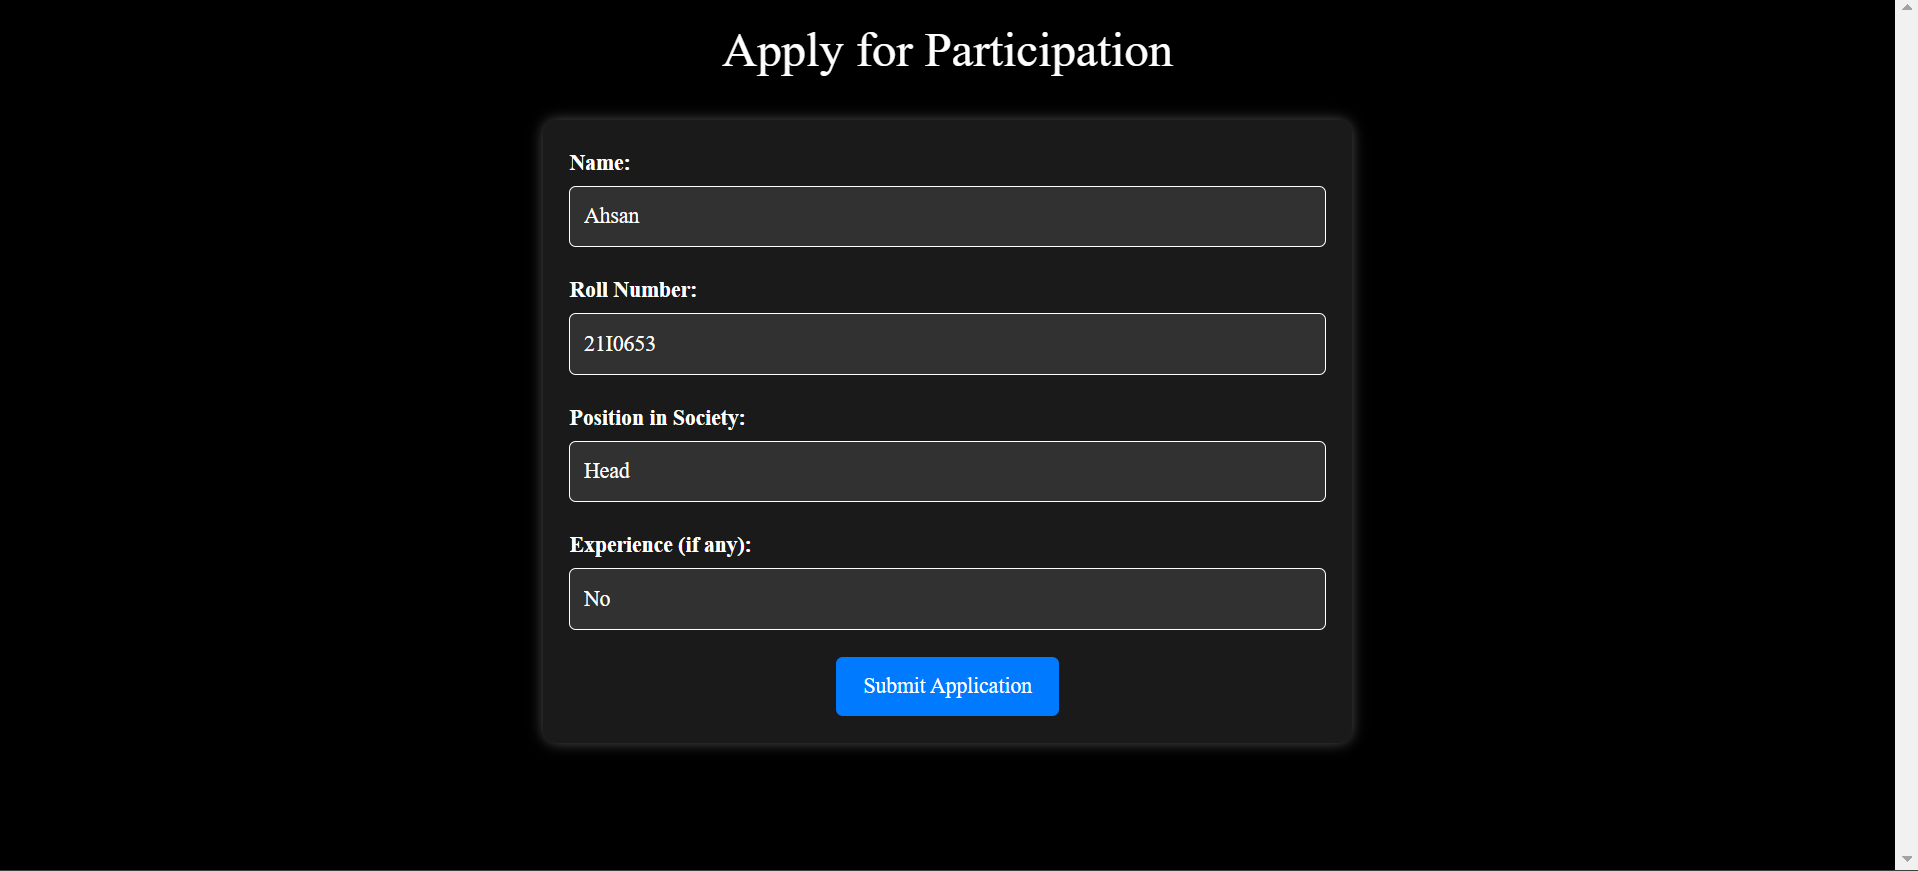 Apply for Participation
Name:
Ahsan
Roll Number:
21I0653
Position in Society:
Head
Experience (if any):
No
Submit Application